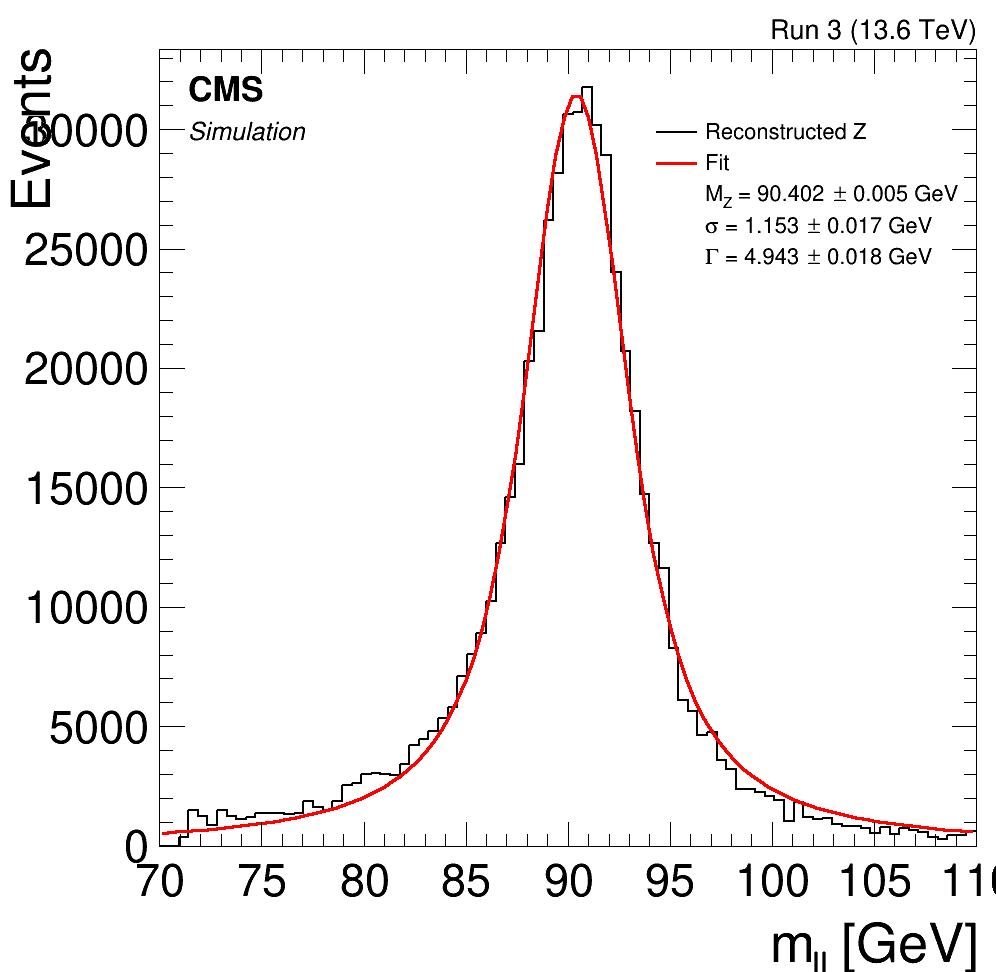 Run 3 (13.6 TeV)
Events
CMS
Simulation
Reconstructed Z
Fit
M_Z = 90.402 ± 0.005 GeV
σ = 1.153 ± 0.017 GeV
Γ = 4.943 ± 0.018 GeV
30000
25000
20000
15000
10000
5000
0
70 75 80 85 90 95 100 105 110
m_ll [GeV]